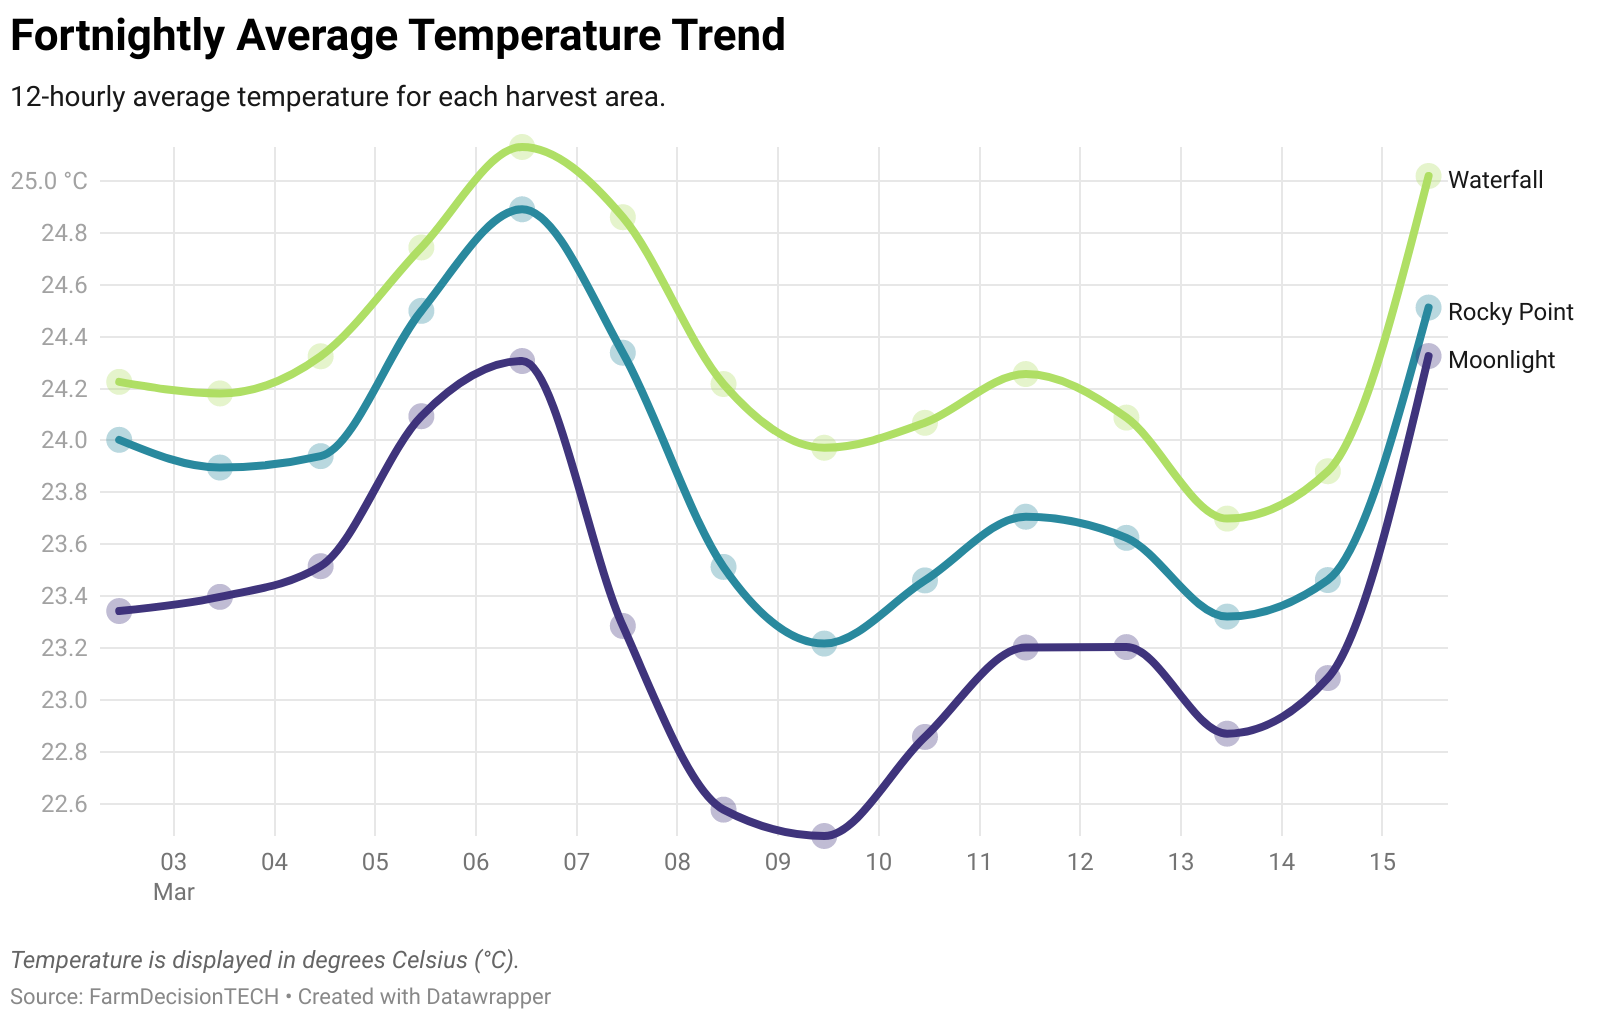 Fortnightly Average Temperature Trend
12-hourly average temperature for each harvest area.
25.0 °C
24.8
24.6
24.4
24.2
24.0
23.8
23.6
23.4
23.2
23.0
22.8
22.6
Waterfall
Rocky Point
Moonlight
03 04 05 06 07 08 09 10 11 12 13 14 15
Mar
Temperature is displayed in degrees Celsius (°C).
Source: FarmDecisionTECH • Created with Datawrapper